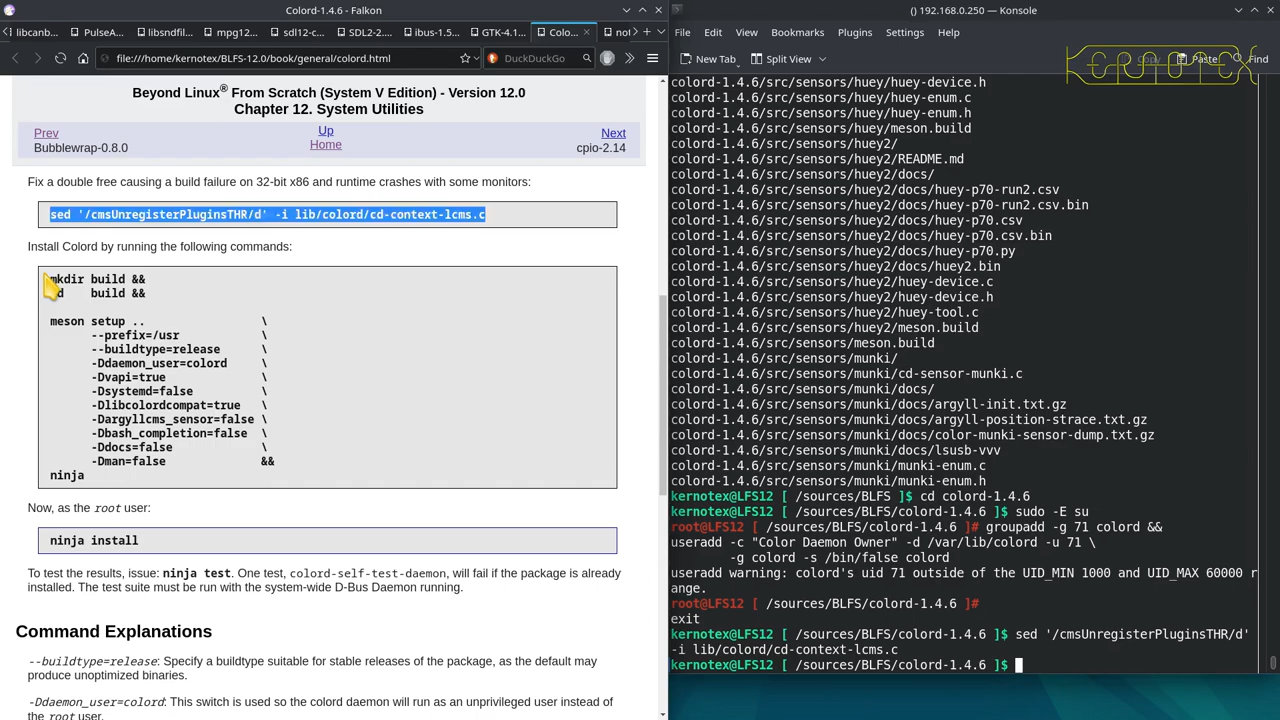 Colord-1.4.6 — Falkon
libcanb
PulseA...
libsndfil...
mpg12...
sdl12-c...
SDL2-2....
ibus-1.5...
GTK-4.1...
Colo...
not
file:///home/kernotex/BLFS-12.0/book/general/colord.html
DuckDuckGo
Beyond Linux® From Scratch (System V Edition) - Version 12.0
Chapter 12. System Utilities
Prev
Up
Next
Bubblewrap-0.8.0
Home
cpio-2.14
Fix a double free causing a build failure on 32-bit x86 and runtime crashes with some monitors:
sed '/cmsUnregisterPluginsTHR/d' -i lib/colord/cd-context-lcms.c
Install Colord by running the following commands:
mkdir build &&
build &&
meson setup .. \
--prefix=/usr \
--buildtype=release \
-Ddaemon_user=colord \
-Dvapi=true \
-Dsystemd=false \
-Dlibcolordcompat=true \
-Dargyllcms_sensor=false \
-Dbash_completion=false \
-Ddocs=false \
-Dman=false &&
ninja
Now, as the root user:
ninja install
To test the results, issue: ninja test. One test, colord-self-test-daemon, will fail if the package is already
installed. The test suite must be run with the system-wide D-Bus Daemon running.
Command Explanations
--buildtype=release: Specify a buildtype suitable for stable releases of the package, as the default may
produce unoptimized binaries.
-Ddaemon_user=colord: This switch is used so the colord daemon will run as an unprivileged user instead of
the root user.
() 192.168.0.250 — Konsole
File Edit View Bookmarks Plugins Settings Help
New Tab Split View Copy Paste Find
KERNOTEX
colord-1.4.6/src/sensors/huey/huey-device.h
colord-1.4.6/src/sensors/huey/huey-enum.c
colord-1.4.6/src/sensors/huey/huey-enum.h
colord-1.4.6/src/sensors/huey/meson.build
colord-1.4.6/src/sensors/huey2/
colord-1.4.6/src/sensors/huey2/README.md
colord-1.4.6/src/sensors/huey2/docs/
colord-1.4.6/src/sensors/huey2/docs/huey-p70-run2.csv
colord-1.4.6/src/sensors/huey2/docs/huey-p70-run2.csv.bin
colord-1.4.6/src/sensors/huey2/docs/huey-p70.csv
colord-1.4.6/src/sensors/huey2/docs/huey-p70.csv.bin
colord-1.4.6/src/sensors/huey2/docs/huey-p70.py
colord-1.4.6/src/sensors/huey2/docs/huey2.bin
colord-1.4.6/src/sensors/huey2/huey-device.c
colord-1.4.6/src/sensors/huey2/huey-device.h
colord-1.4.6/src/sensors/huey2/huey-tool.c
colord-1.4.6/src/sensors/huey2/meson.build
colord-1.4.6/src/sensors/meson.build
colord-1.4.6/src/sensors/munki/
colord-1.4.6/src/sensors/munki/cd-sensor-munki.c
colord-1.4.6/src/sensors/munki/docs/
colord-1.4.6/src/sensors/munki/docs/argyll-init.txt.gz
colord-1.4.6/src/sensors/munki/docs/argyll-position-strace.txt.gz
colord-1.4.6/src/sensors/munki/docs/color-munki-sensor-dump.txt.gz
colord-1.4.6/src/sensors/munki/docs/lsusb-vvv
colord-1.4.6/src/sensors/munki/munki-enum.c
colord-1.4.6/src/sensors/munki/munki-enum.h
kernotex@LFS12 [ /sources/BLFS ]$ cd colord-1.4.6
kernotex@LFS12 [ /sources/BLFS/colord-1.4.6 ]$ sudo -E su
root@LFS12 [ /sources/BLFS/colord-1.4.6 ]# groupadd -g 71 colord &&
useradd -c "Color Daemon Owner" -d /var/lib/colord -u 71 \
-g colord -s /bin/false colord
useradd warning: colord's uid 71 outside of the UID_MIN 1000 and UID_MAX 60000 r
ange.
root@LFS12 [ /sources/BLFS/colord-1.4.6 ]#
exit
kernotex@LFS12 [ /sources/BLFS/colord-1.4.6 ]$ sed '/cmsUnregisterPluginsTHR/d'
-i lib/colord/cd-context-lcms.c
kernotex@LFS12 [ /sources/BLFS/colord-1.4.6 ]$